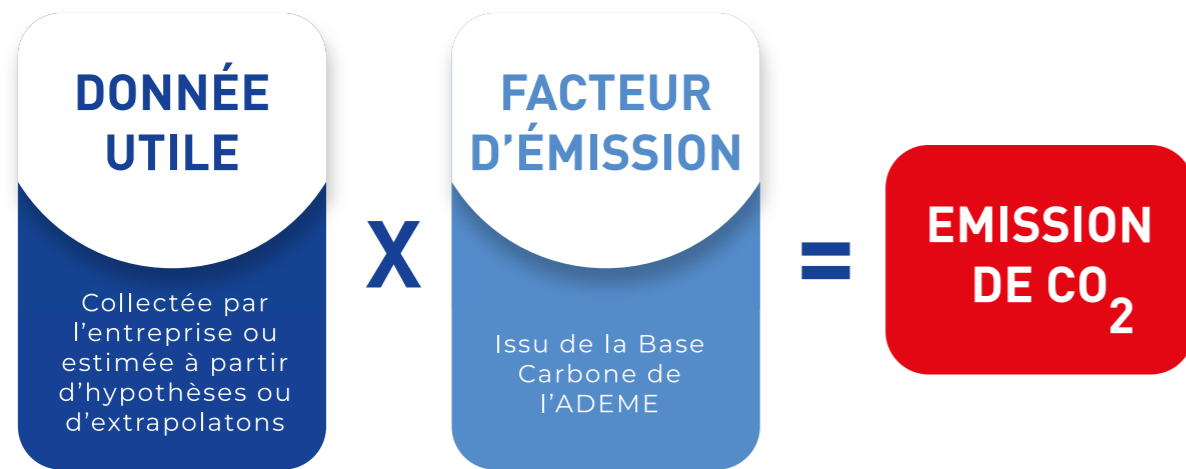 DONNÉE
UTILE
Collectée par
l'entreprise ou
estimée à partir
d'hypothèses ou
d'extrapolatons
X
FACTEUR
D'ÉMISSION
Issu de la Base
Carbone de
l'ADEME
=
EMISSION
DE CO₂